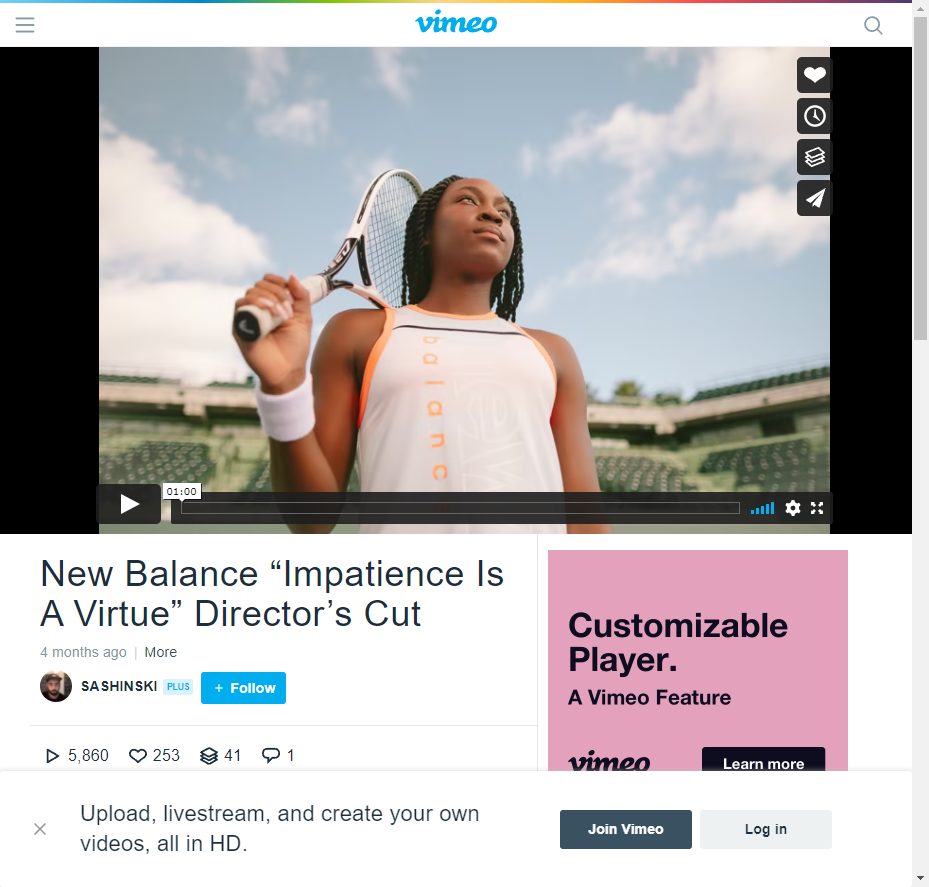 vimeo
balanc
01:00
New Balance “Impatience Is
A Virtue” Director’s Cut
4 months ago | More
SASHINSKI PLUS + Follow
5,860 253 41 1
Customizable
Player.
A Vimeo Feature
vimeo Learn more
Upload, livestream, and create your own
videos, all in HD.
Join Vimeo Log in